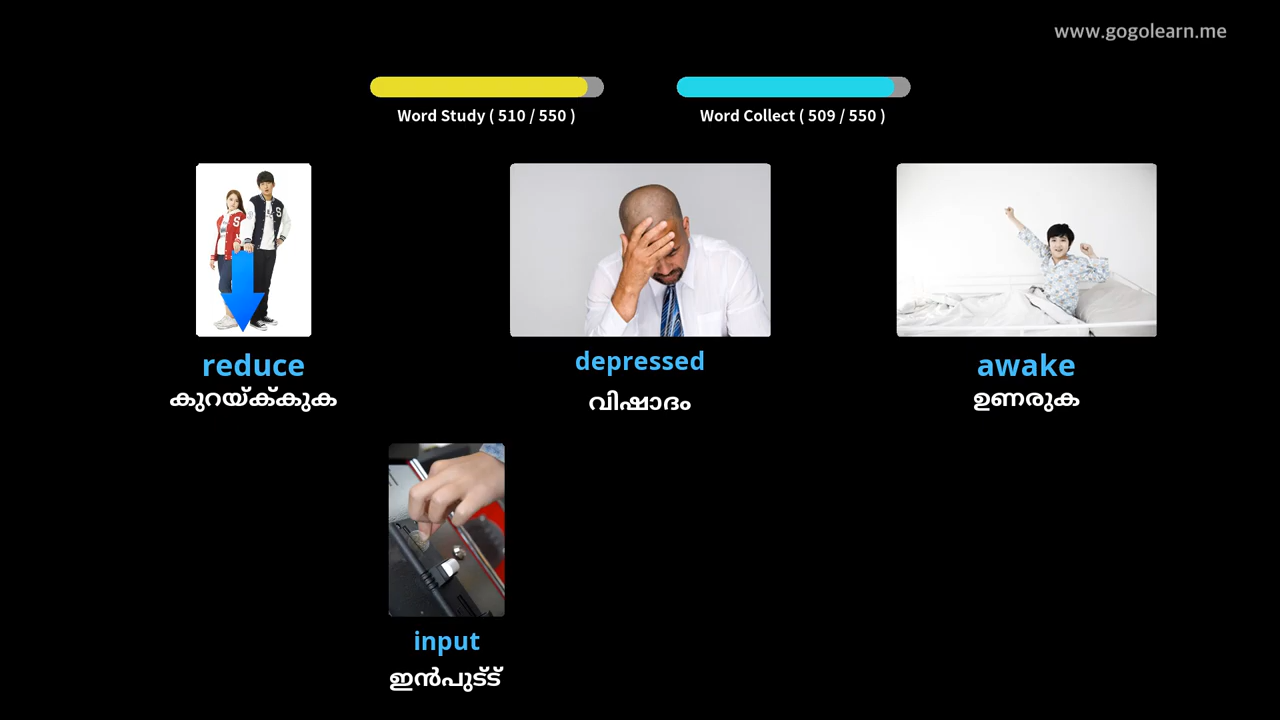 www.gogolearn.me
Word Study ( 510 / 550 )
Word Collect ( 509 / 550 )
reduce
കുറയ്ക്കുക
depressed
വിഷാദം
awake
ഉണരുക
input
ഇൻപുട്ട്